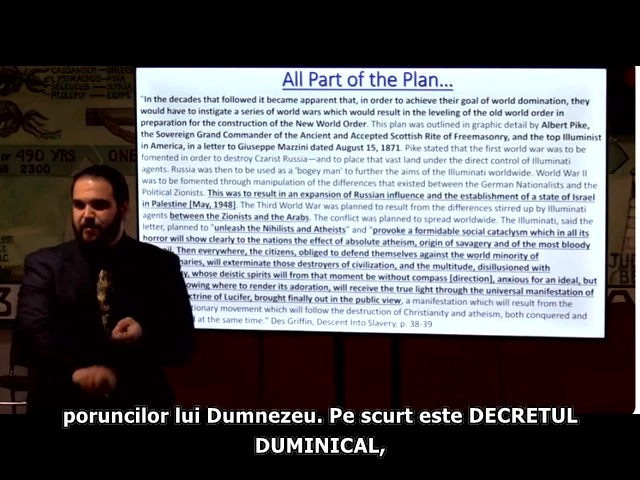 CASSANDER—GREECE
LYSIMACHUS—ASIA
SELEUCUS—SYRIA
PTOLEMY—EGYPT
or 490 YRS
ONE
2300
All Part of the Plan...
"In the decades that followed it became apparent that, in order to achieve their goal of world domination, they
would have to instigate a series of world wars which would result in the leveling of the old world order in
preparation for the construction of the New World Order. This plan was outlined in graphic detail by Albert Pike,
the Sovereign Grand Commander of the Ancient and Accepted Scottish Rite of Freemasonry, and the top Illuminist
in America, in a letter to Giuseppe Mazzini dated August 15, 1871. Pike stated that the first world war was to be
fomented in order to destroy Czarist Russia—and to place that vast land under the direct control of Illuminati
agents. Russia was then to be used as a 'bogey man' to further the aims of the Illuminati worldwide. World War II
was to be fomented through manipulation of the differences that existed between the German Nationalists and the
Political Zionists. This was to result in an expansion of Russian influence and the establishment of a state of Israel
in Palestine [May, 1948]. The Third World War was planned to result from the differences stirred up by Illuminati
agents between the Zionists and the Arabs. The conflict was planned to spread worldwide. The Illuminati, said the
letter, planned to "unleash the Nihilists and Atheists" and "provoke a formidable social cataclysm which in all its
horror will show clearly to the nations the effect of absolute atheism, origin of savagery and of the most bloody
Then everywhere, the citizens, obliged to defend themselves against the world minority of
will exterminate those destroyers of civilization, and the multitude, disillusioned with
whose deistic spirits will from that moment be without compass [direction], anxious for an ideal, but
owing where to render its adoration, will receive the true light through the universal manifestation of
ctrine of Lucifer, brought finally out in the public view, a manifestation which will result from the
tionary movement which will follow the destruction of Christianity and atheism, both conquered and
at the same time." Des Griffin, Descent Into Slavery, p. 38-39
poruncilor lui Dumnezeu. Pe scurt este DECRETUL
DUMINICAL,